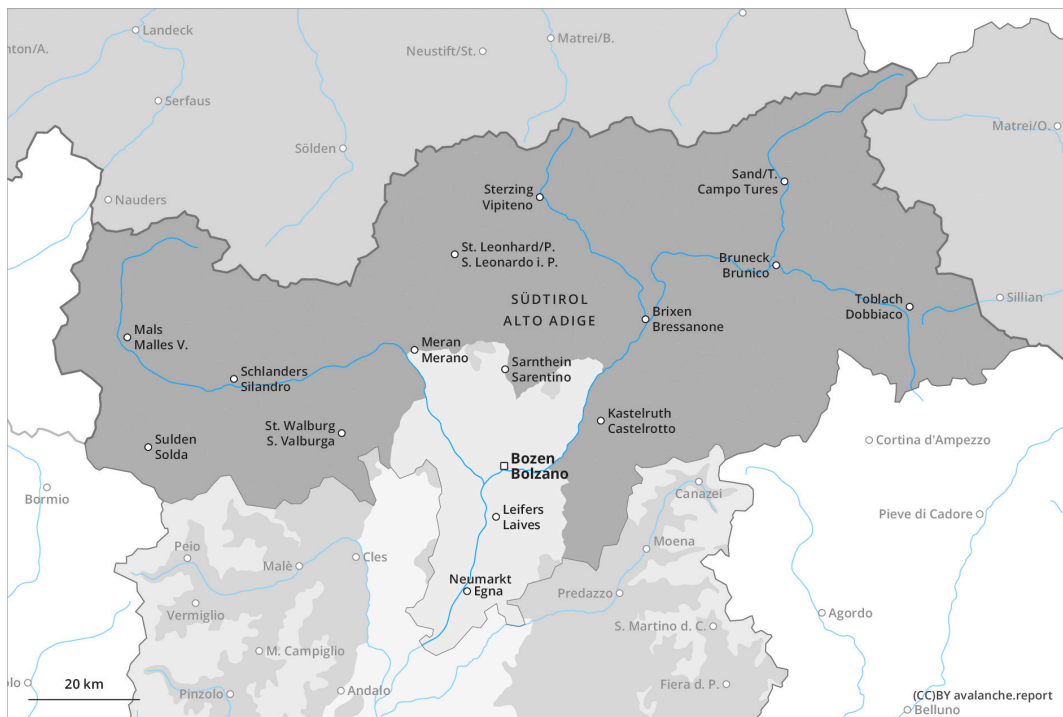 Landeck
nton/A.
Neustift/St.
Matrei/B.
Serfaus
Matrei/O.
Sölden
Nauders
Sand/T.
Campo Tures
Sterzing
Vipiteno
St. Leonhard/P.
S. Leonardo i. P.
Bruneck
Brunico
SÜDTIROL
ALTO ADIGE
Toblach
Dobbiaco
Sillian
Brixen
Bressanone
Mals
Malles V.
Meran
Merano
Sarnthein
Sarentino
Schlanders
Silandro
Kastelruth
Castelrotto
St. Walburg
S. Valburga
Sulden
Solda
Cortina d'Ampezzo
Bozen
Bolzano
Bormio
Canazei
Leifers
Laives
Pieve di Cadore
Moena
Peio
Malè
Cles
Neumarkt
Egna
Predazzo
Vermiglio
Agordo
S. Martino d. C.
M. Campiglio
20 km
olo
Pinzolo
Andalo
Fiera d. P.
(CC)BY avalanche.report
Belluno